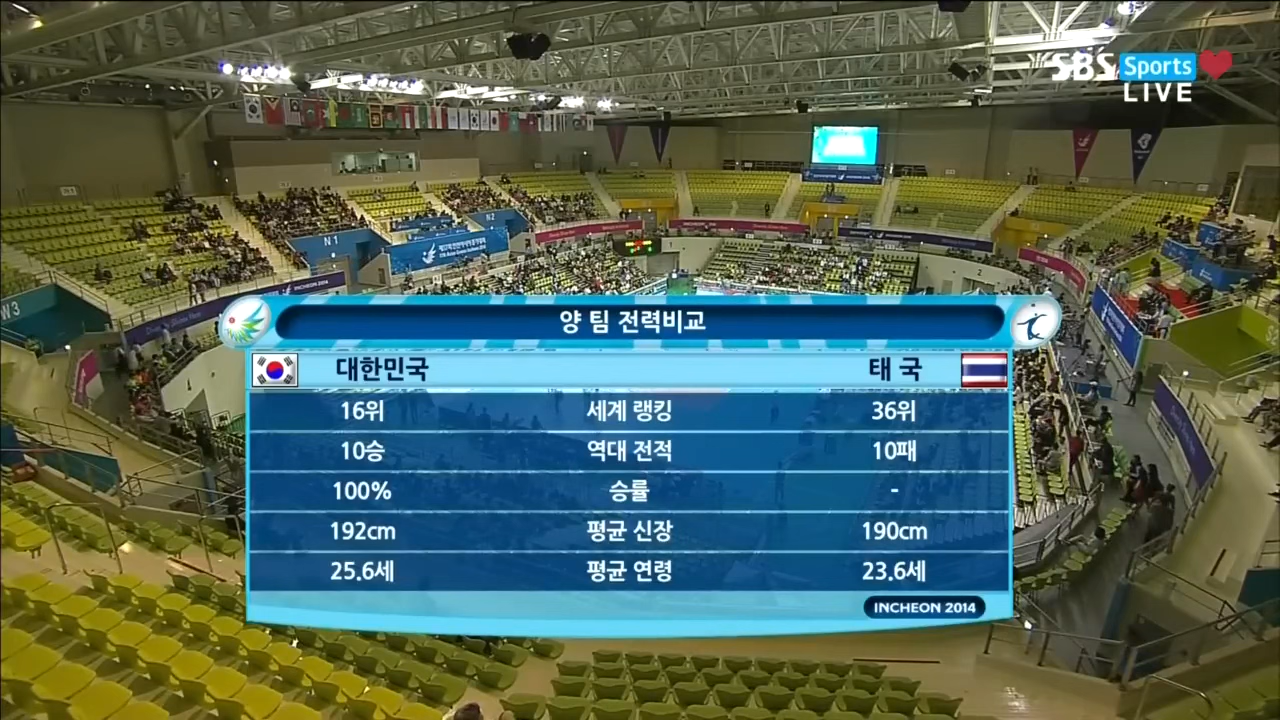 SBS Sports
LIVE
N1
N2
W3
INCHEON 2014
양 팀 전력비교
대한민국 태 국
16위 세계 랭킹 36위
10승 역대 전적 10패
100% 승률 -
192cm 평균 신장 190cm
25.6세 평균 연령 23.6세
INCHEON 2014